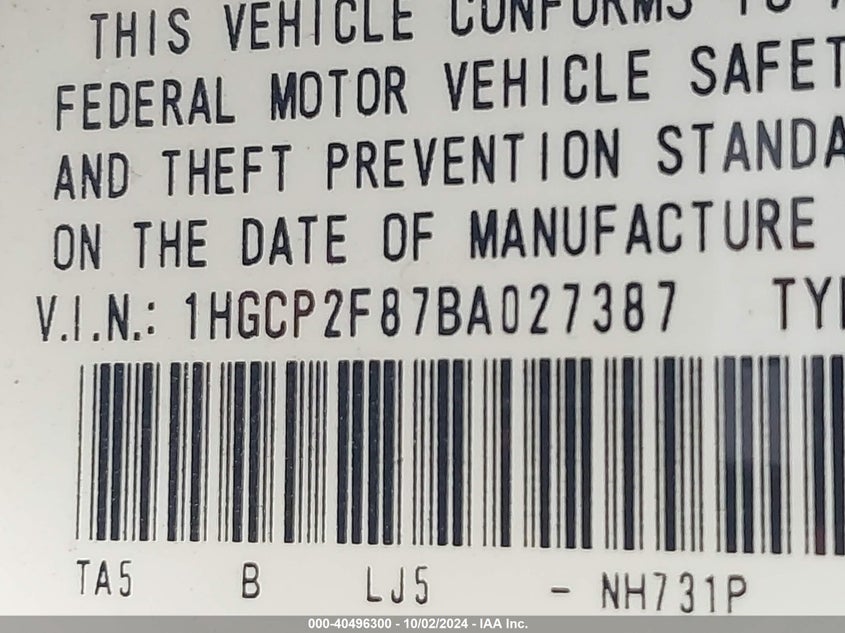 THIS VEHICLE CONFORMS TO
FEDERAL MOTOR VEHICLE SAFET
AND THEFT PREVENTION STANDA
ON THE DATE OF MANUFACTURE
V.I.N.: 1HGCP2F87BA027387 TYP
TA5 B LJ5 - NH731P
000-40496300 - 10/02/2024 - IAA Inc.